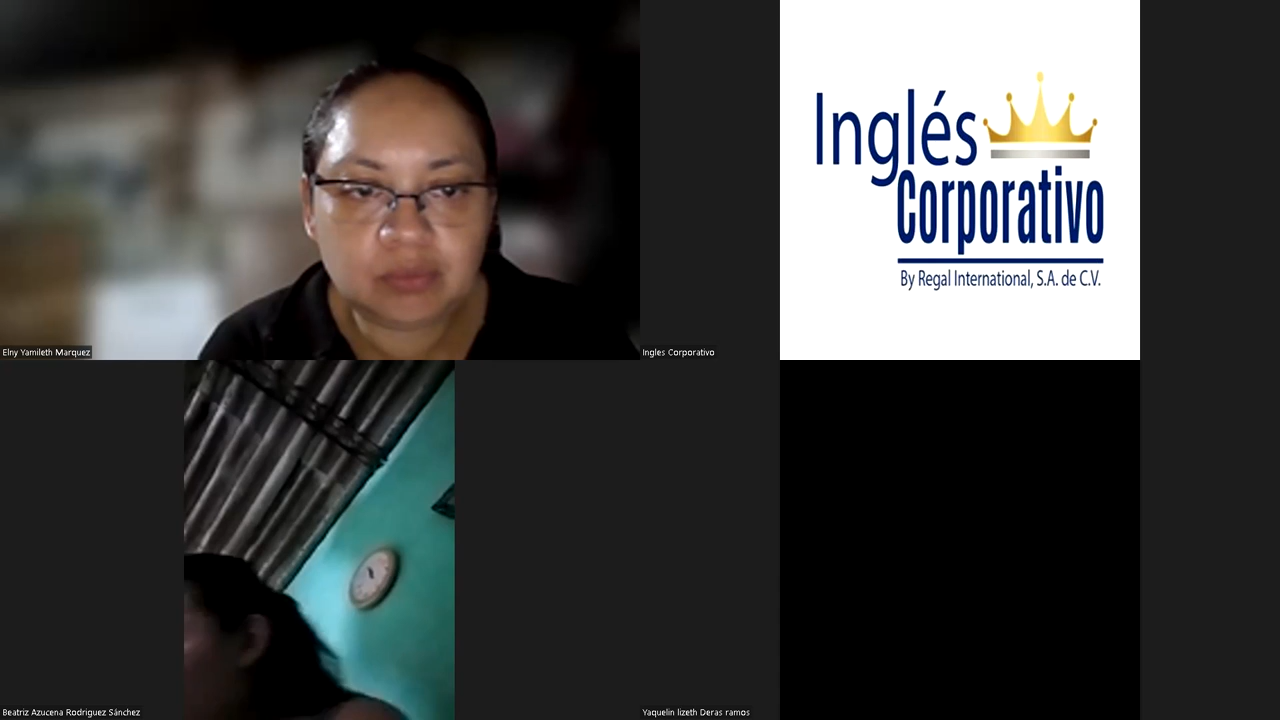 Inglés
Corporativo
By Regal International, S.A. de C.V.
Elny Yamileth Marquez
Ingles Corporativo
Beatriz Azucena Rodriguez Sánchez
Yaquelin lizeth Deras ramos